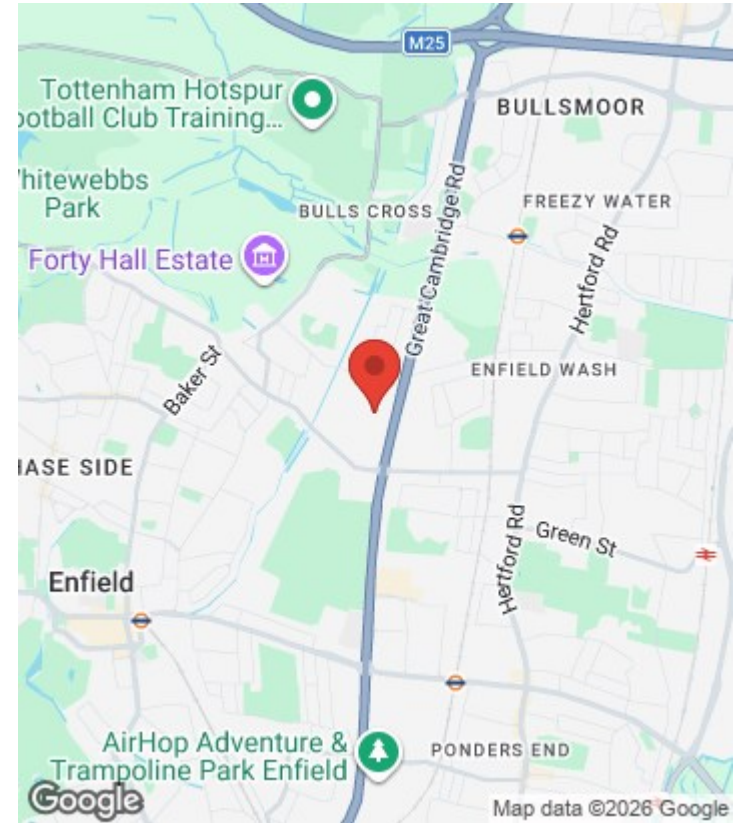 M25
Tottenham Hotspur
ootball Club Training...
BULLSMOOR
hitewebbs
Park
BULLS CROSS
FREEZY WATER
Forty Hall Estate
Great Cambridge Rd
Hertford Rd
Baker St
ENFIELD WASH
HASE SIDE
Green St
Hertford Rd
Enfield
AirHop Adventure &
Trampoline Park Enfield
PONDERS END
Google
Map data ©2026 Google